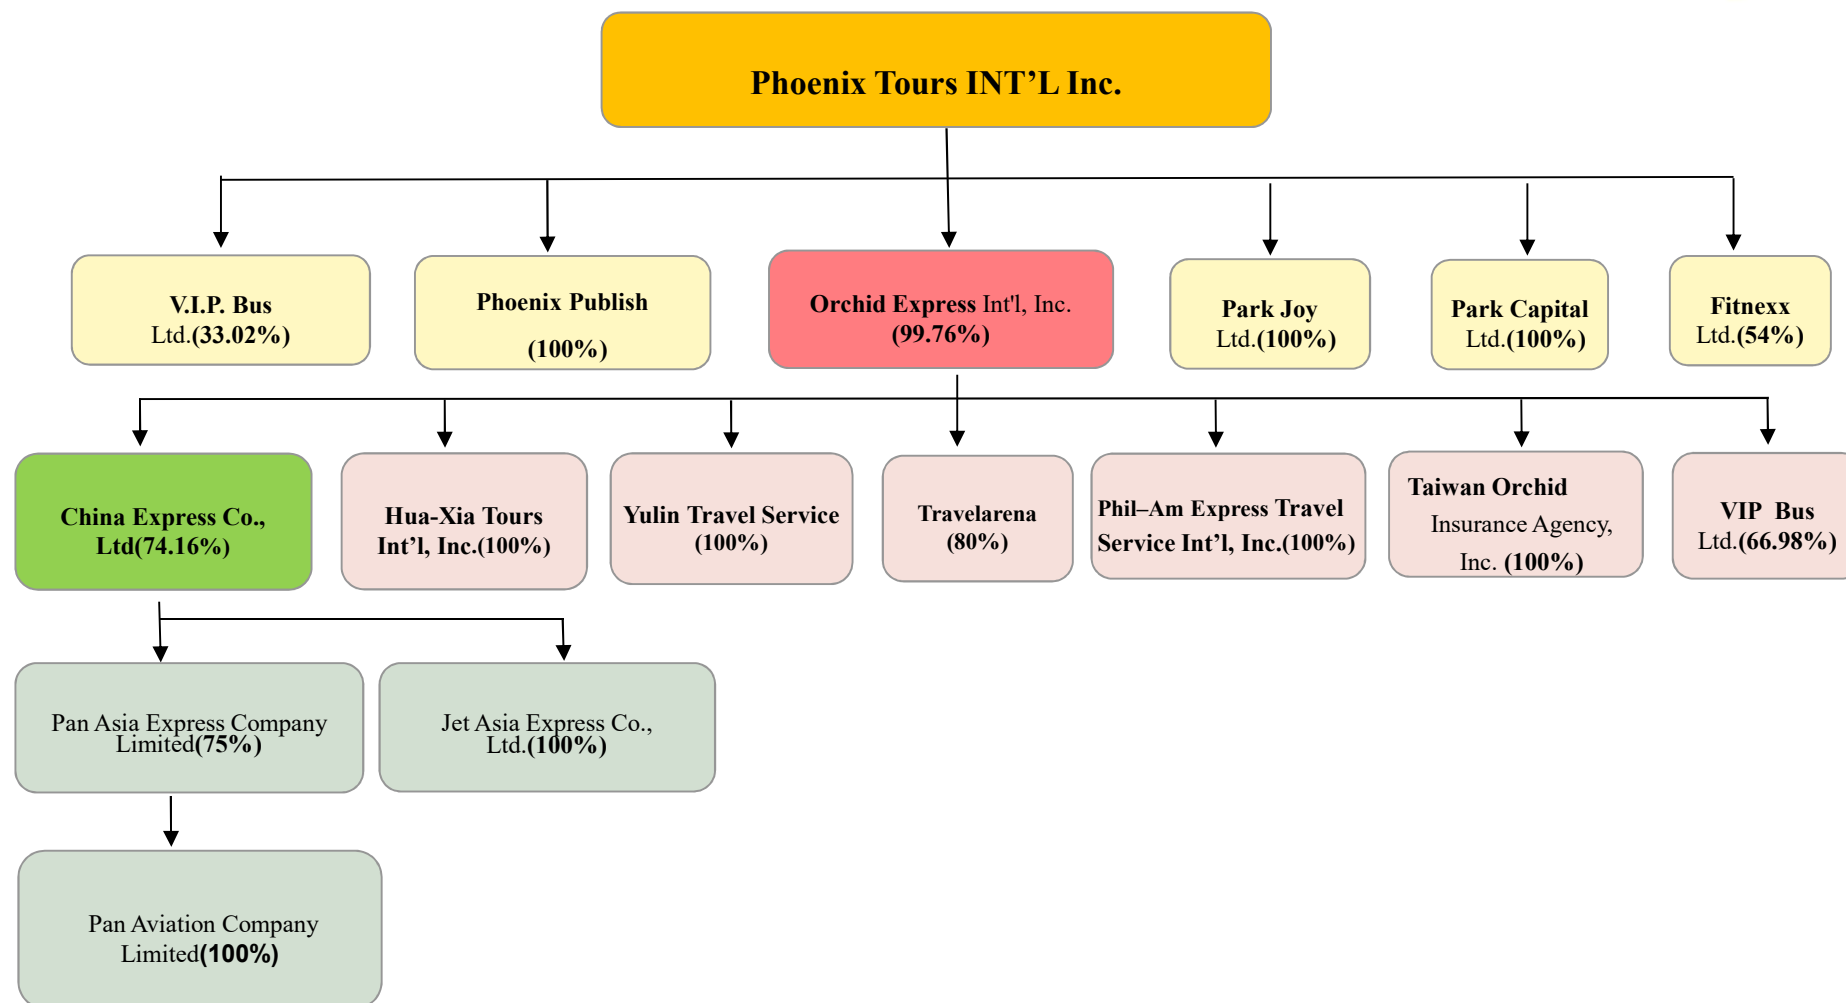 Phoenix Tours INT’L Inc.
V.I.P. Bus
Ltd.(33.02%)
Phoenix Publish
(100%)
Orchid Express Int'l, Inc.
(99.76%)
Park Joy
Ltd.(100%)
Park Capital
Ltd.(100%)
Fitnexx
Ltd.(54%)
China Express Co.,
Ltd(74.16%)
Hua-Xia Tours
Int’l, Inc.(100%)
Yulin Travel Service
(100%)
Travelarena
(80%)
Phil–Am Express Travel
Service Int’l, Inc.(100%)
Taiwan Orchid
Insurance Agency,
Inc. (100%)
VIP Bus
Ltd.(66.98%)
Pan Asia Express Company
Limited(75%)
Jet Asia Express Co.,
Ltd.(100%)
Pan Aviation Company
Limited(100%)